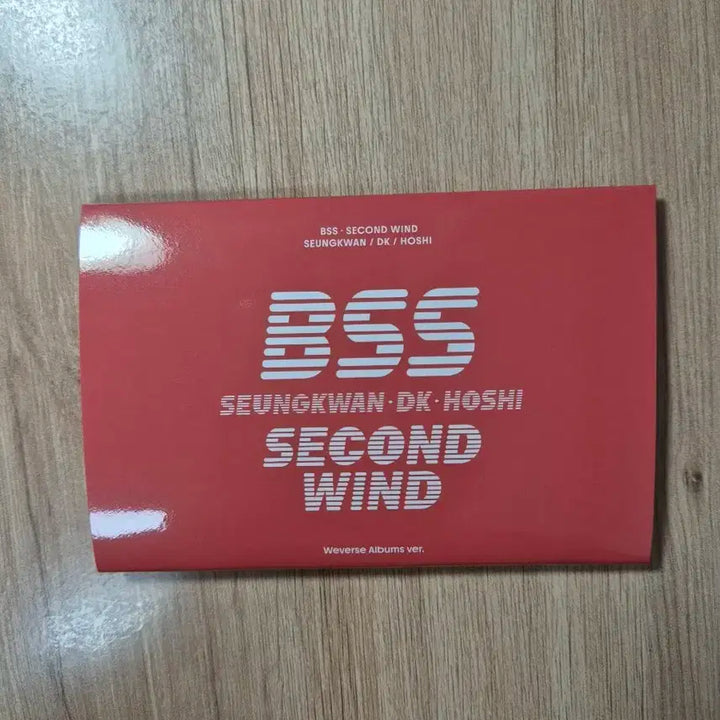 BSS · SECOND WIND
SEUNGKWAN / DK / HOSHI
BSS
SEUNGKWAN · DK · HOSHI
SECOND
WIND
Weverse Albums ver.